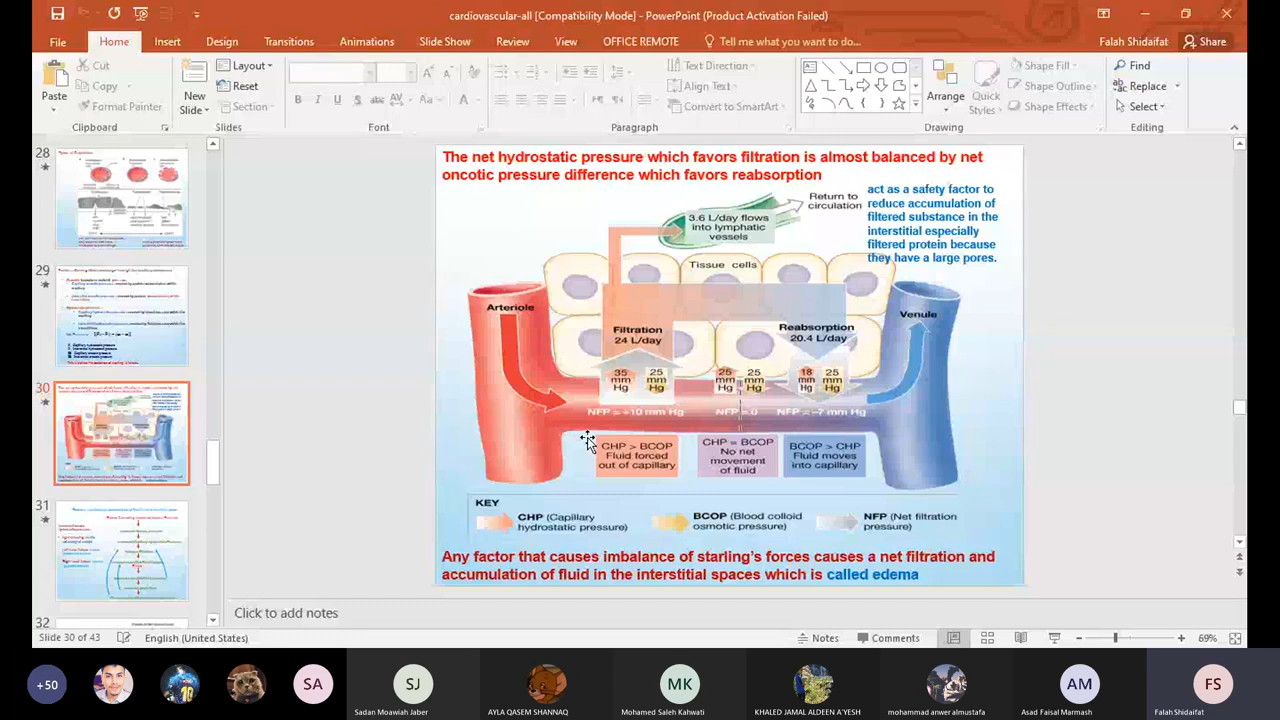 cardiovascular-all [Compatibility Mode] - PowerPoint (Product Activation Failed)
File Home Insert Design Transitions Animations Slide Show Review View OFFICE REMOTE Tell me what you want to do... Falah Shidaifat Share
Paste
Cut
Copy
Format Painter
New
Slide
Layout
Reset
Section
Text Direction
Align Text
Convert to SmartArt
Arrange
Quick
Styles
Shape Fill
Shape Outline
Shape Effects
Find
Replace
Select
Clipboard Slides Font Paragraph Drawing Editing
28
29
30
31
32
The net hydrostatic pressure which favors filtration is almost balanced by net
oncotic pressure difference which favors reabsorption
act as a safety factor to
reduce accumulation of
filtered substance in the
interstitial especially
filtered protein because
they have a large pores.
Return to
circulation
3.6 L/day flows
into lymphatic
vessels
Tissue cells
Arteriole
Venule
Filtration
24 L/day
Reabsorption
20.4 L/day
35
mm
Hg
25
mm
Hg
25
mm
Hg
25
mm
Hg
18
mm
Hg
25
mm
Hg
NFP = +10 mm Hg
NFP = 0
NFP = –7 mm Hg
CHP > BCOP
Fluid forced
out of capillary
CHP = BCOP
No net
movement
of fluid
BCOP > CHP
Fluid moves
into capillary
KEY
CHP (Capillary
hydrostatic pressure)
BCOP (Blood colloid
osmotic pressure)
NFP (Net filtration
pressure)
Any factor that causes imbalance of starling's forces causes a net filtration and
accumulation of fluid in the interstitial spaces which is called edema
Click to add notes
Slide 30 of 43 English (United States) Notes Comments 69%
+50 SA SJ MK AM FS
Sadan Moawiah Jaber AYLA QASEM SHANNAQ Mohamed Saleh Kahwati KHALED JAMAL ALDEEN A'YESH mohammad anwer almustafa Asad Faisal Marmash Falah Shidaifat